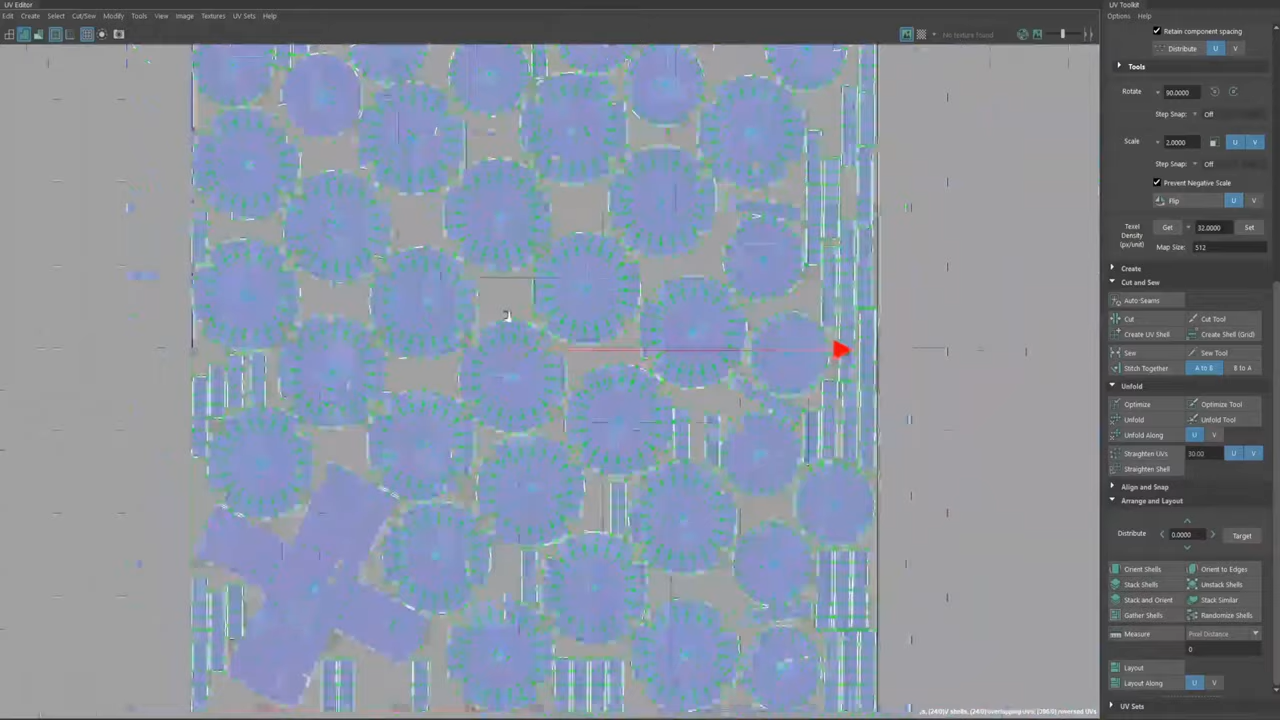 UV Editor
Edit Create Select Cut/Sew Modify Tools View Image Textures UV Sets Help
No texture found
UV Toolkit
Options Help
Retain component spacing
Distribute U V
Tools
Rotate 90.0000
Step Snap: Off
Scale 2.0000 U V
Step Snap: Off
Prevent Negative Scale
Flip U V
Texel Density (px/unit) Get 32.0000 Set
Map Size: 512
Create
Cut and Sew
Auto-Seams
Cut Cut Tool
Create UV Shell Create Shell (Grid)
Sew Sew Tool
Stitch Together A to B B to A
Unfold
Optimize Optimize Tool
Unfold Unfold Tool
Unfold Along U V
Straighten UVs 30.00 U V
Straighten Shell
Align and Snap
Arrange and Layout
Distribute 0.0000 Target
Orient Shells Orient to Edges
Stack Shells Unstack Shells
Stack and Orient Stack Similar
Gather Shells Randomize Shells
Measure Pixel Distance
0
Layout
Layout Along U V
UV Sets